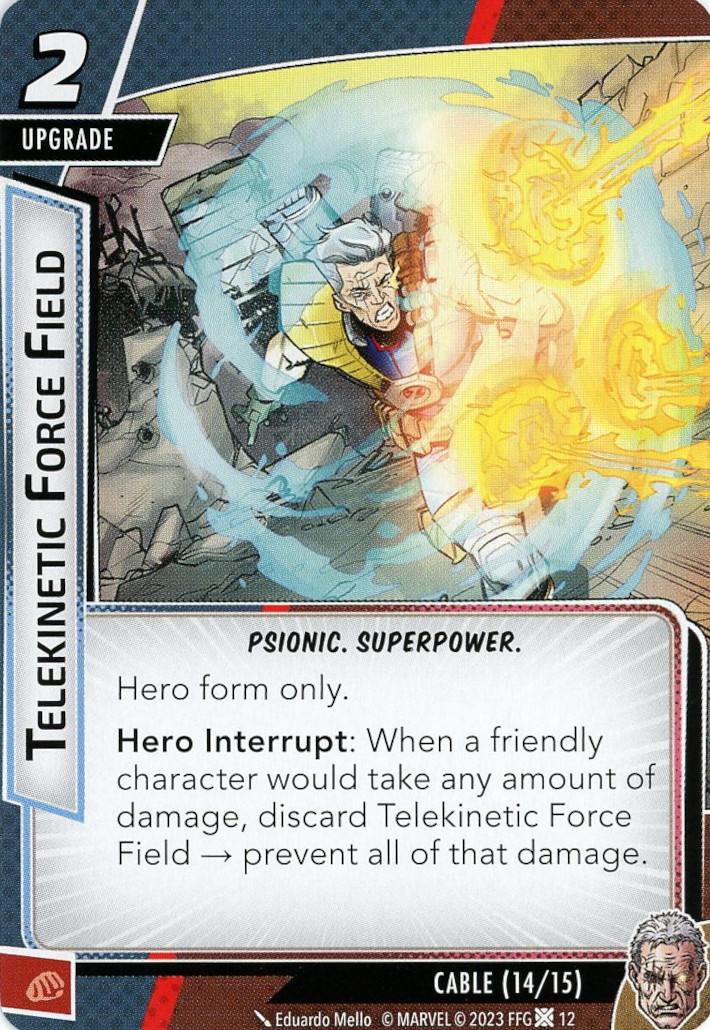 2
UPGRADE
TELEKINETIC FORCE FIELD
PSIONIC. SUPERPOWER.
Hero form only.
Hero Interrupt: When a friendly
character would take any amount of
damage, discard Telekinetic Force
Field → prevent all of that damage.
CABLE (14/15)
Eduardo Mello © MARVEL © 2023 FFG 12